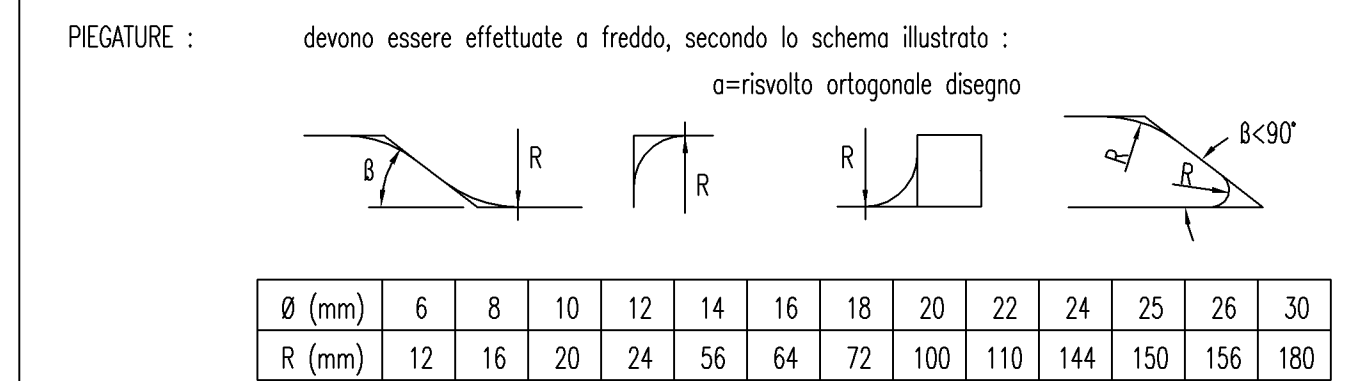 PIEGATURE : devono essere effettuate a freddo, secondo lo schema illustrato :
a=risvolto ortogonale disegno
ß R R R R R ß<90°
Ø (mm) 6 8 10 12 14 16 18 20 22 24 25 26 30
R (mm) 12 16 20 24 56 64 72 100 110 144 150 156 180